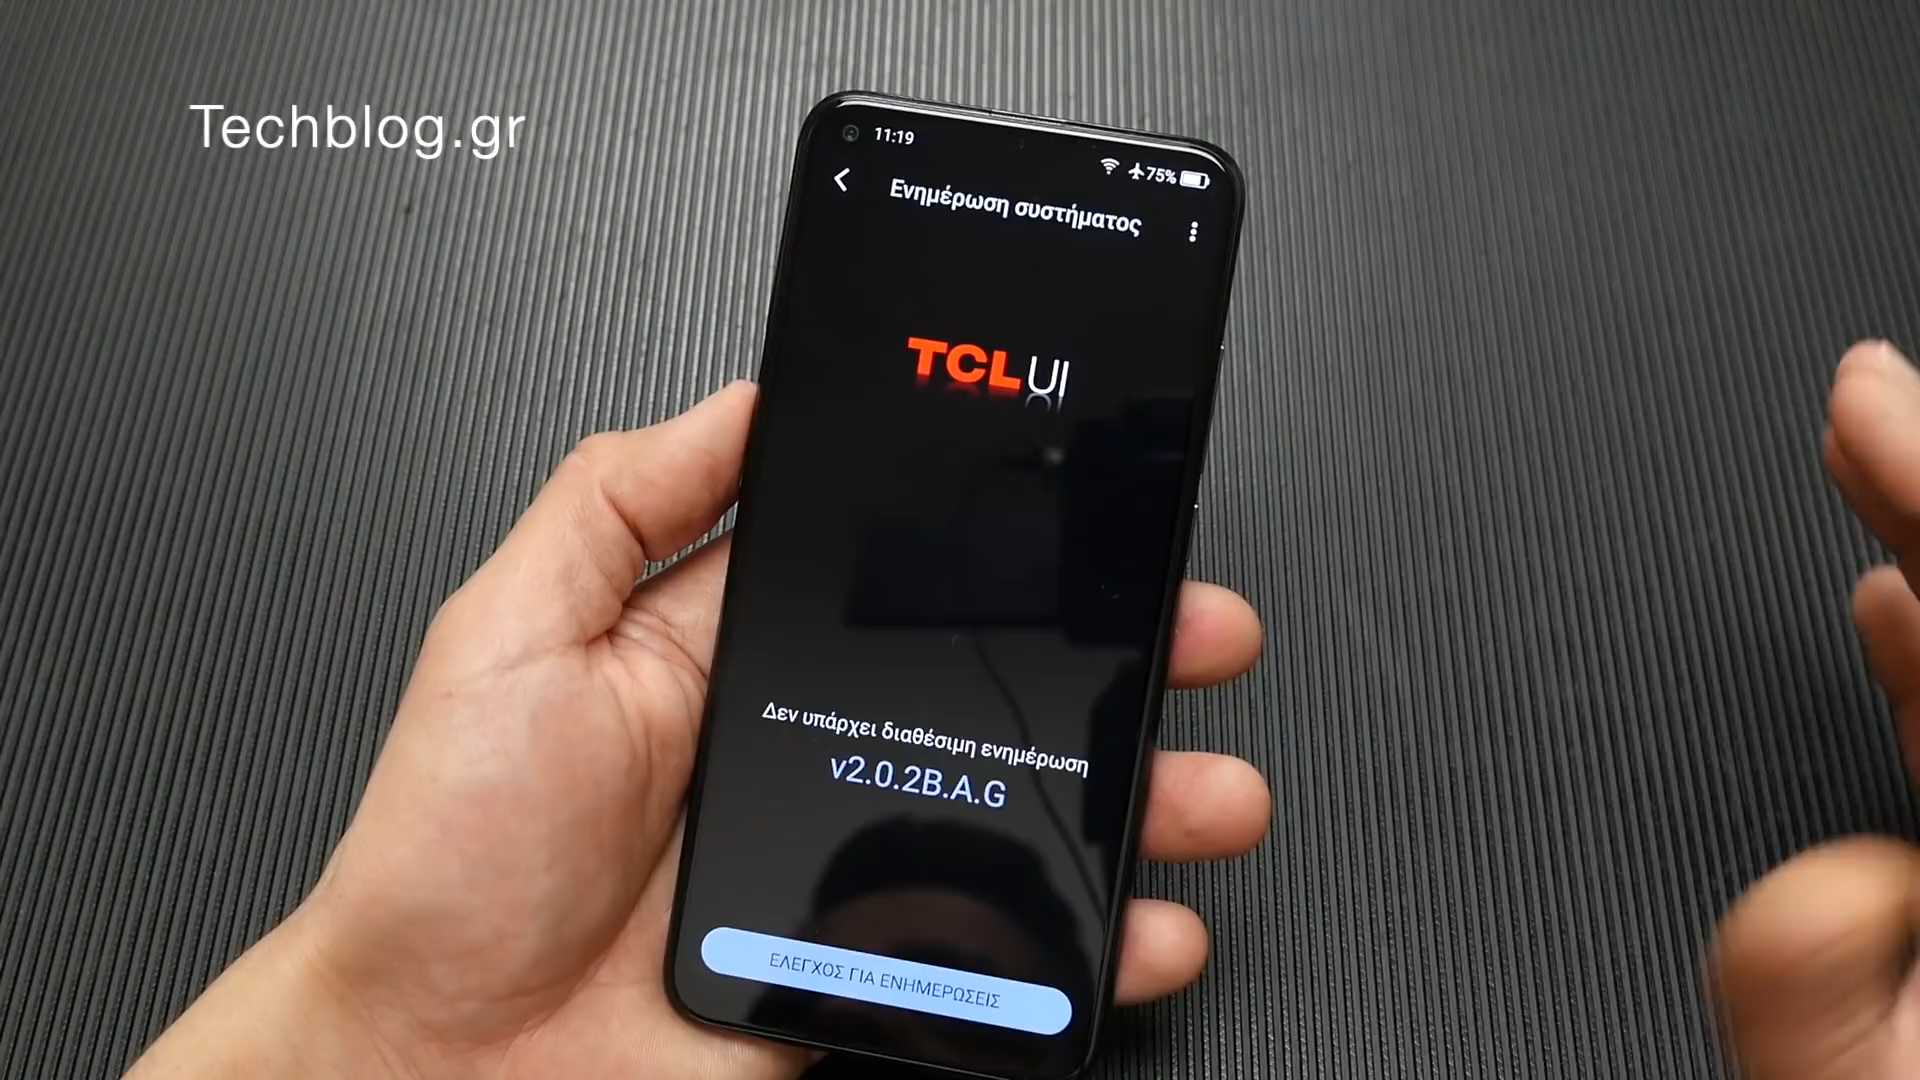 Techblog.gr
11:19
75%
Ενημέρωση συστήματος
TCL UI
Δεν υπάρχει διαθέσιμη ενημέρωση
v2.0.2B.A.G
ΕΛΕΓΧΟΣ ΓΙΑ ΕΝΗΜΕΡΩΣΕΙΣ